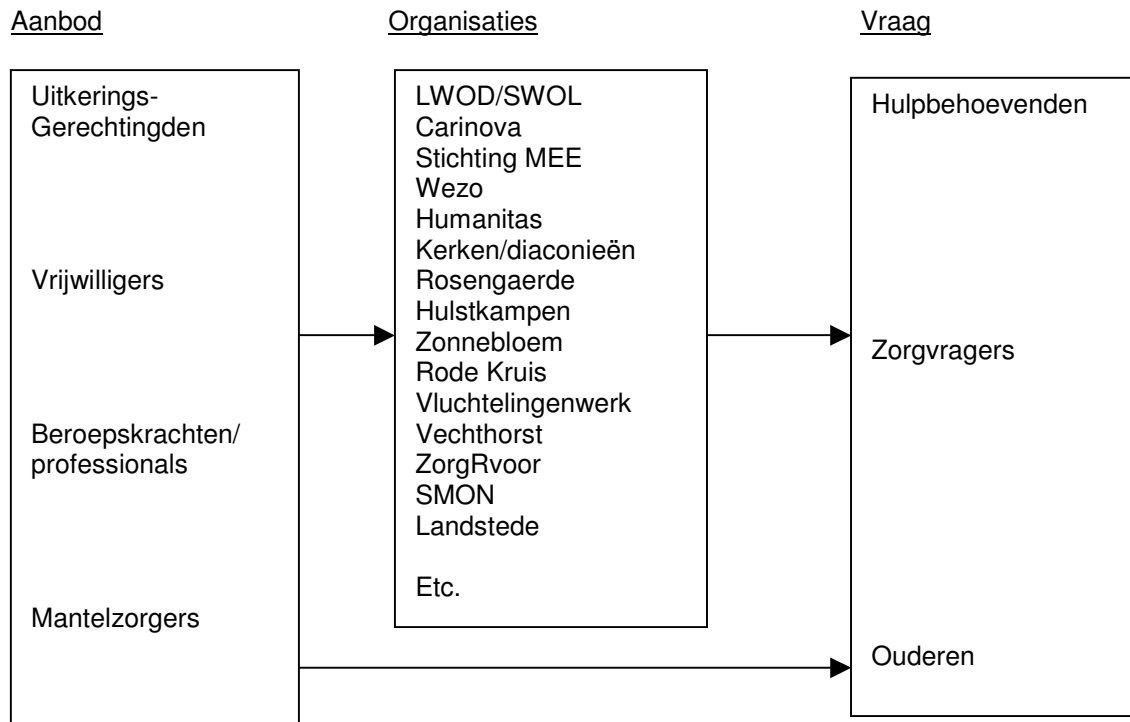 Aanbod
Organisaties
Vraag
Uitkerings-
Gerechtingden
Vrijwilligers
Beroepskrachten/
professionals
Mantelzorgers
LWOD/SWOL
Carinova
Stichting MEE
Wezo
Humanitas
Kerken/diaconieën
Rosengaerde
Hulstkampen
Zonnebloem
Rode Kruis
Vluchtelingenwerk
Vechthorst
ZorgRvoor
SMON
Landstede
Etc.
Hulpbehoevenden
Zorgvragers
Ouderen